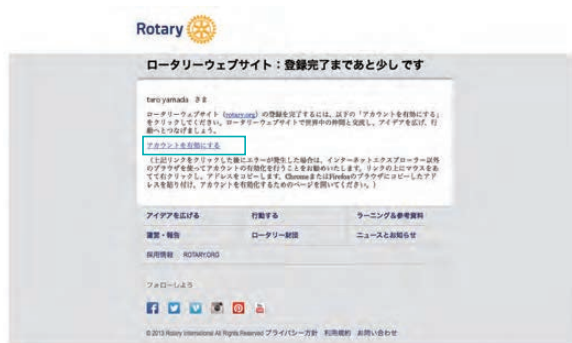 Rotary
ロータリーウェブサイト：登録完了まであと少しです
taro yamada さま
ロータリーウェブサイト（rotary.org）の登録を完了するには、以下の「アカウントを有効にする」
をクリックしてください。ロータリーウェブサイトで世界中の仲間と交流し、アイデアを広げ、行
動へとつなげましょう。
アカウントを有効にする
（上記リンクをクリックした後にエラーが発生した場合は、インターネットエクスプローラー以外
のブラウザを使ってアカウントの有効化を行うことをお勧めいたします。リンクの上にマウスをあ
てて右クリックし、アドレスをコピーします。ChromeまたはFirefoxのブラウザにコピーしたアド
レスを貼り付け、アカウントを有効化するためのページを開いてください。）
アイデアを広げる 行動する ラーニング&参考資料
運営・報告 ロータリー財団 ニュースとお知らせ
採用情報 ROTARY.ORG
フォローしよう
© 2013 Rotary International All Rights Reserved プライバシー方針 利用規約 お問い合わせ